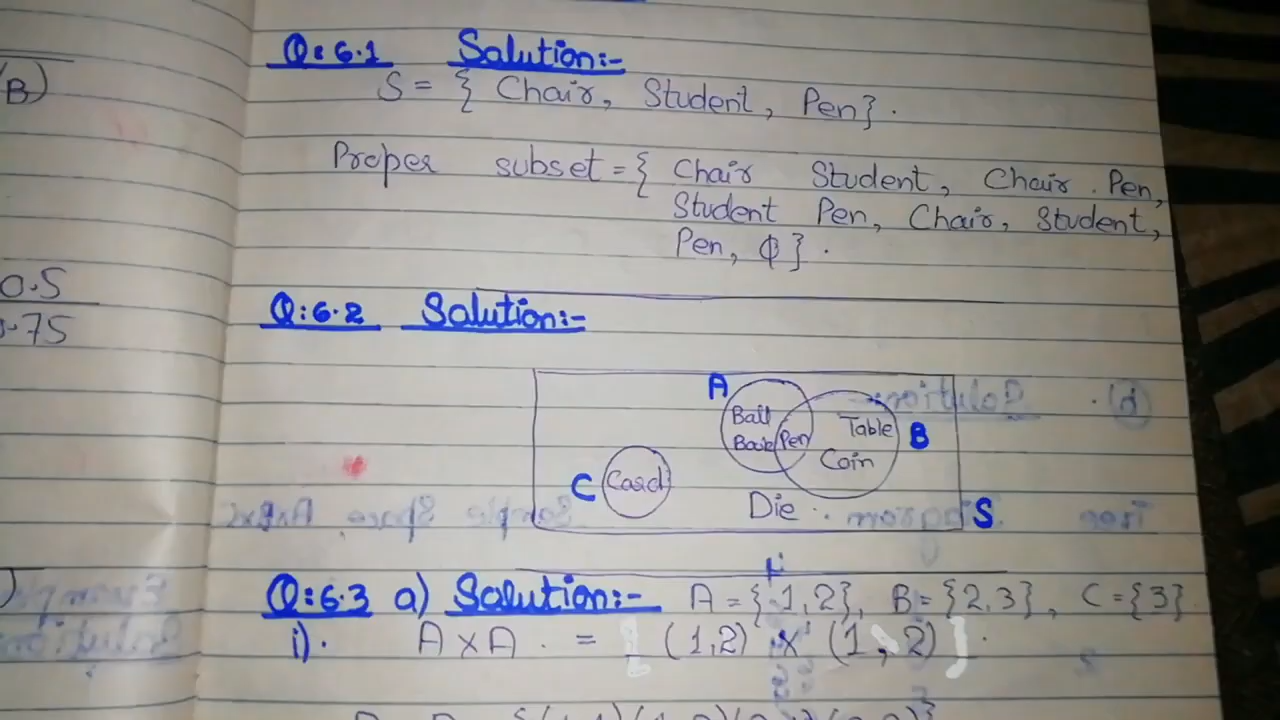 B)
0.5
.75
Q: 6.1 Solution:-
S = { Chair, Student, Pen} .
Proper subset = { Chair Student, Chair . Pen,
Student Pen, Chair, Student,
Pen, Φ} .
Q: 6.2 Solution:-
A
Ball
Book Pen Table B
Coin
C Card
Die . S
Q: 6.3 a) Solution:- A = { 1,2}, B = {2,3}, C = {3}
i). A x A . = { (1,2) x (1,2) } .